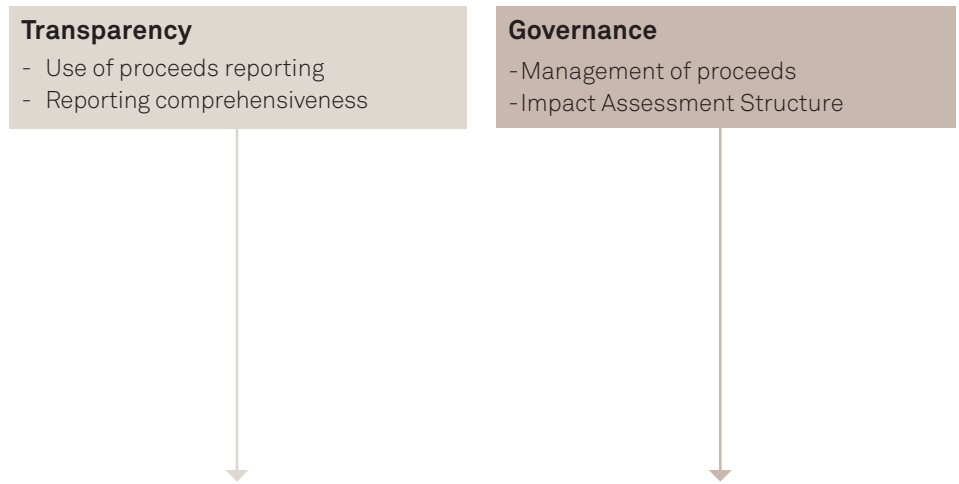 Transparency
- Use of proceeds reporting
- Reporting comprehensiveness
Governance
-Management of proceeds
-Impact Assessment Structure